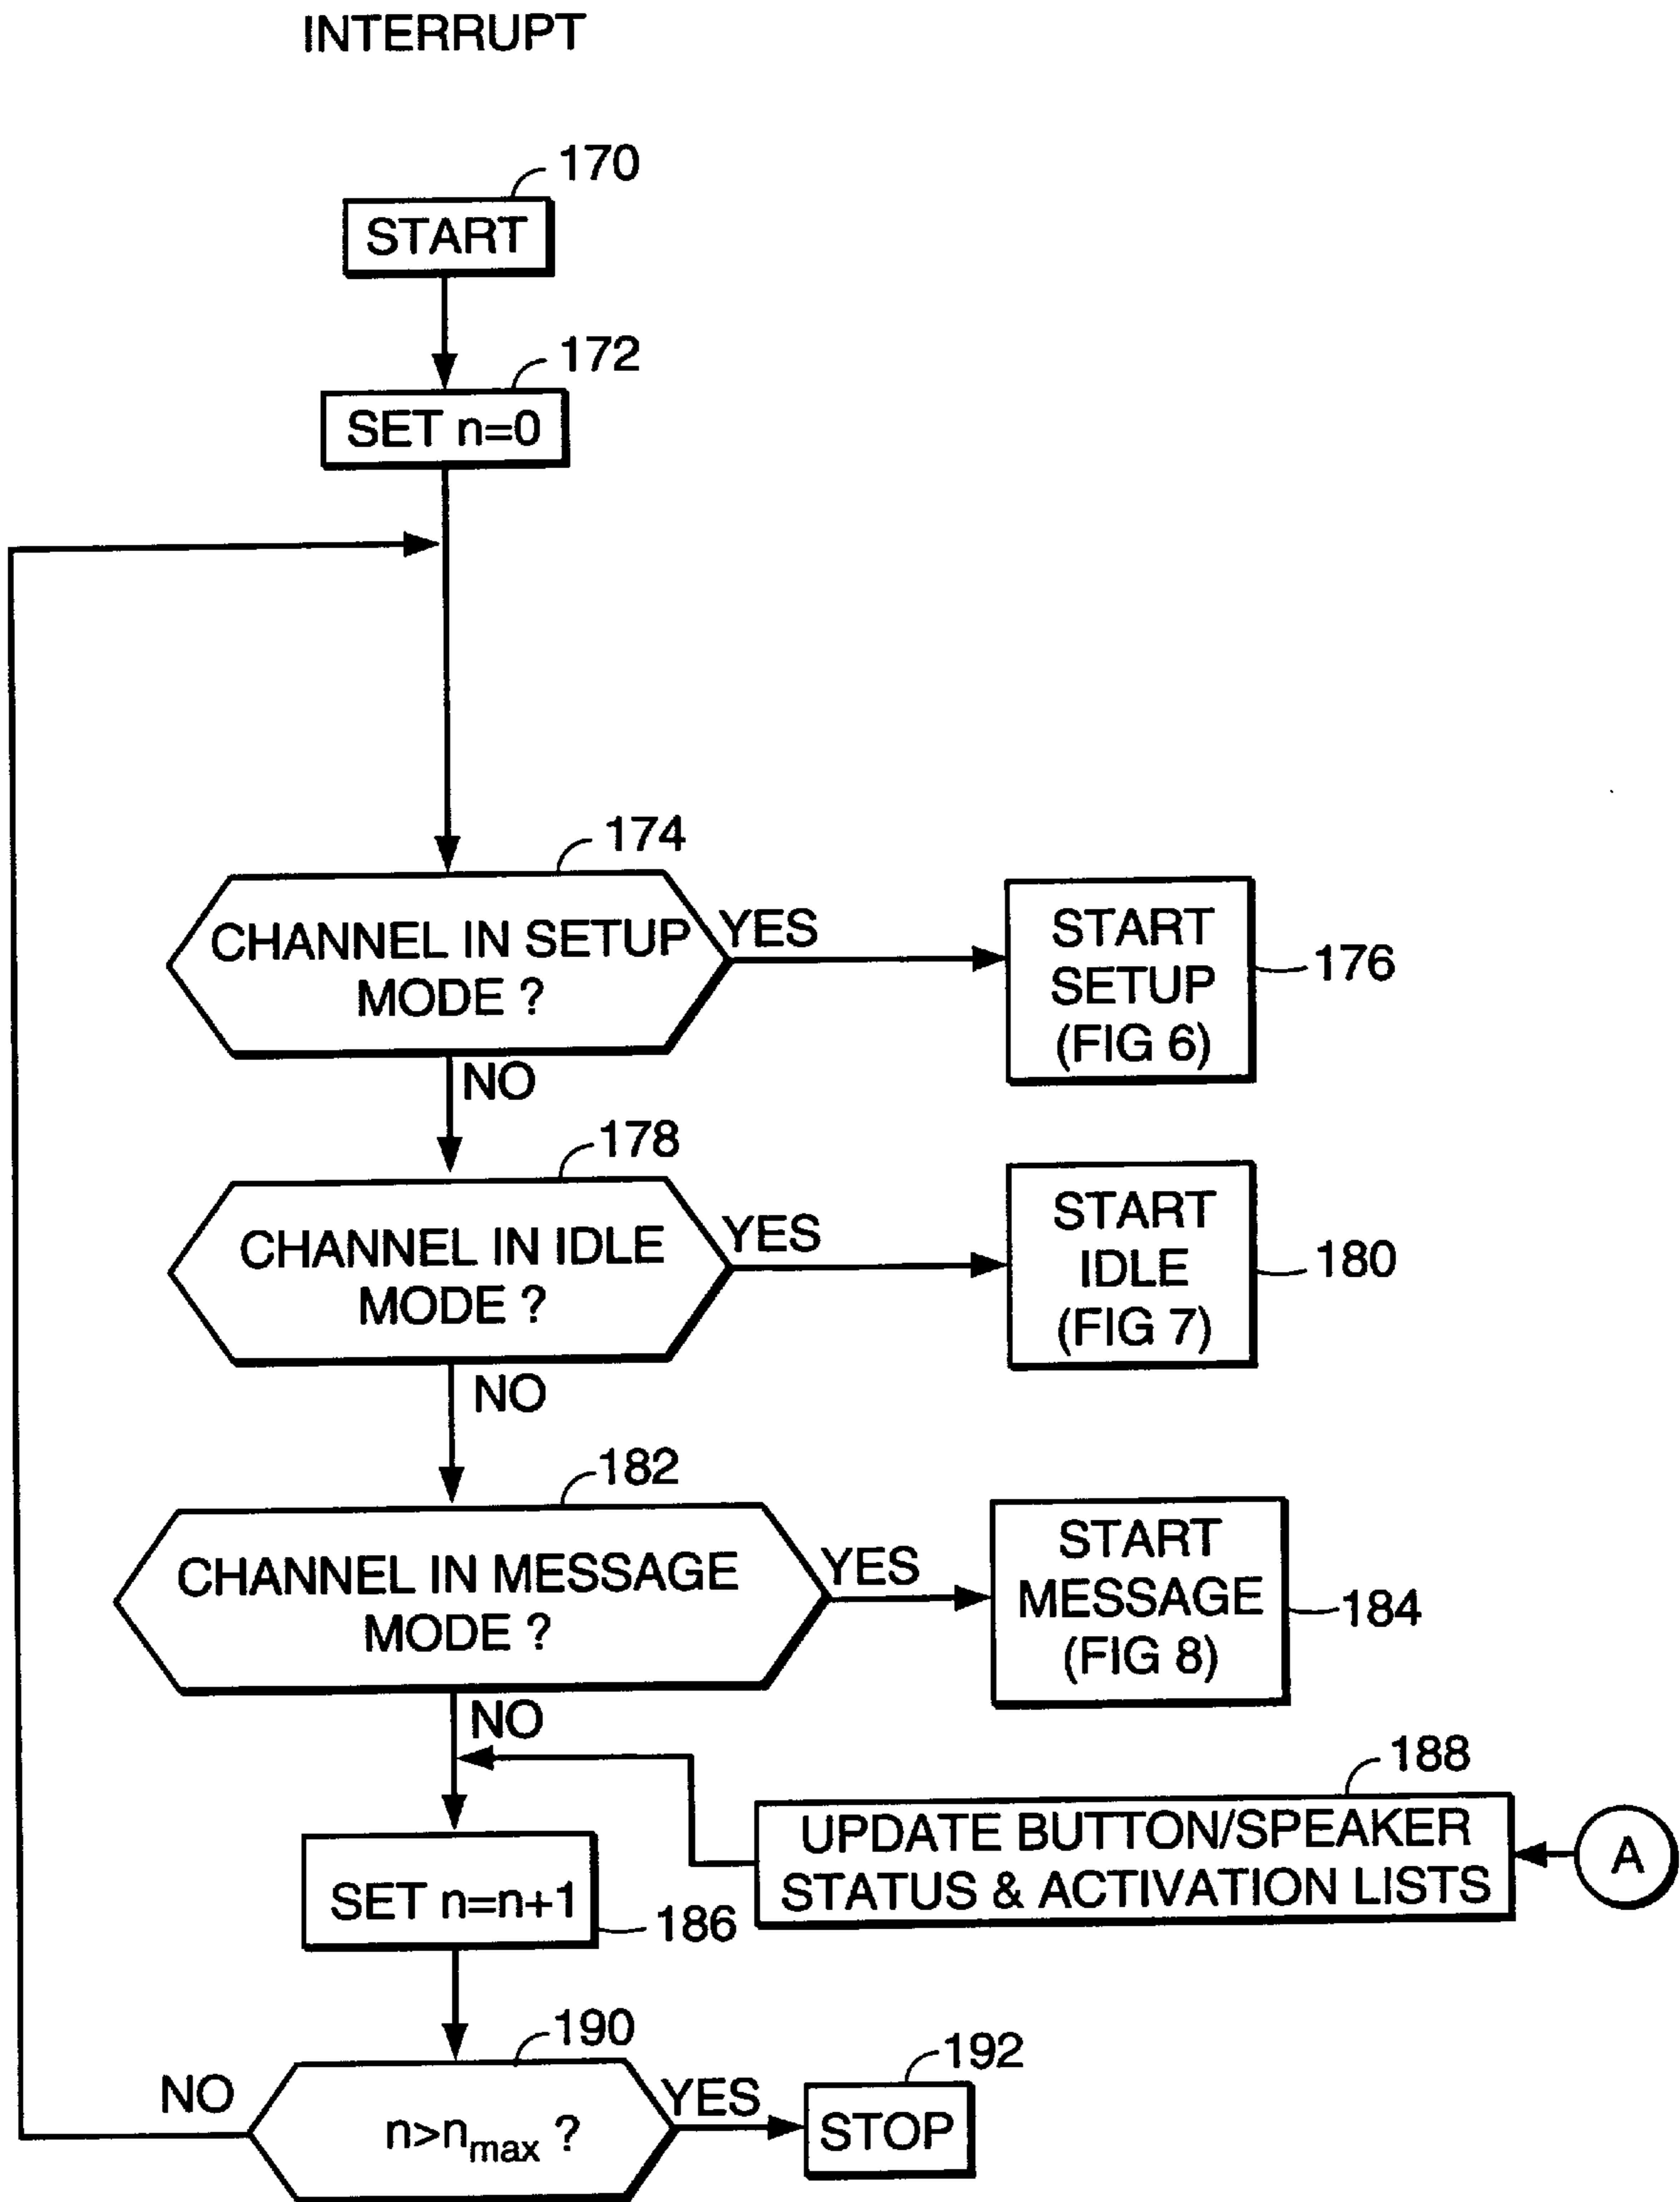 INTERRUPT
170
START
172
SET n=0
174
CHANNEL IN SETUP
MODE ?
YES
START
SETUP
(FIG 6)
176
NO
178
CHANNEL IN IDLE
MODE ?
YES
START
IDLE
(FIG 7)
180
NO
182
CHANNEL IN MESSAGE
MODE ?
YES
START
MESSAGE
(FIG 8)
184
NO
188
UPDATE BUTTON/SPEAKER
STATUS & ACTIVATION LISTS
A
SET n=n+1
186
190
NO
n>nmax ?
YES
192
STOP